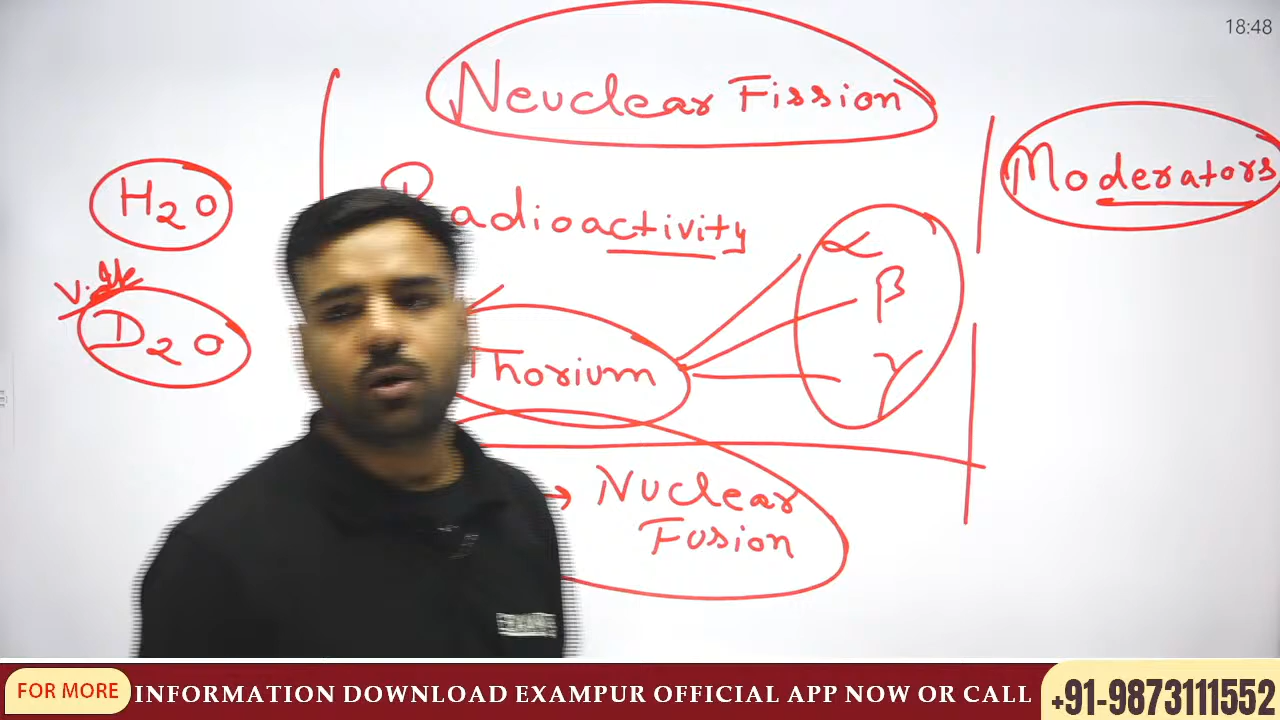 18:48
Neuclear Fission
Moderators
H2O
Radioactivity
α
β
γ
D2O
Thorium
→ Nuclear
Fusion
FOR MORE INFORMATION DOWNLOAD EXAMPUR OFFICIAL APP NOW OR CALL +91-9873111552